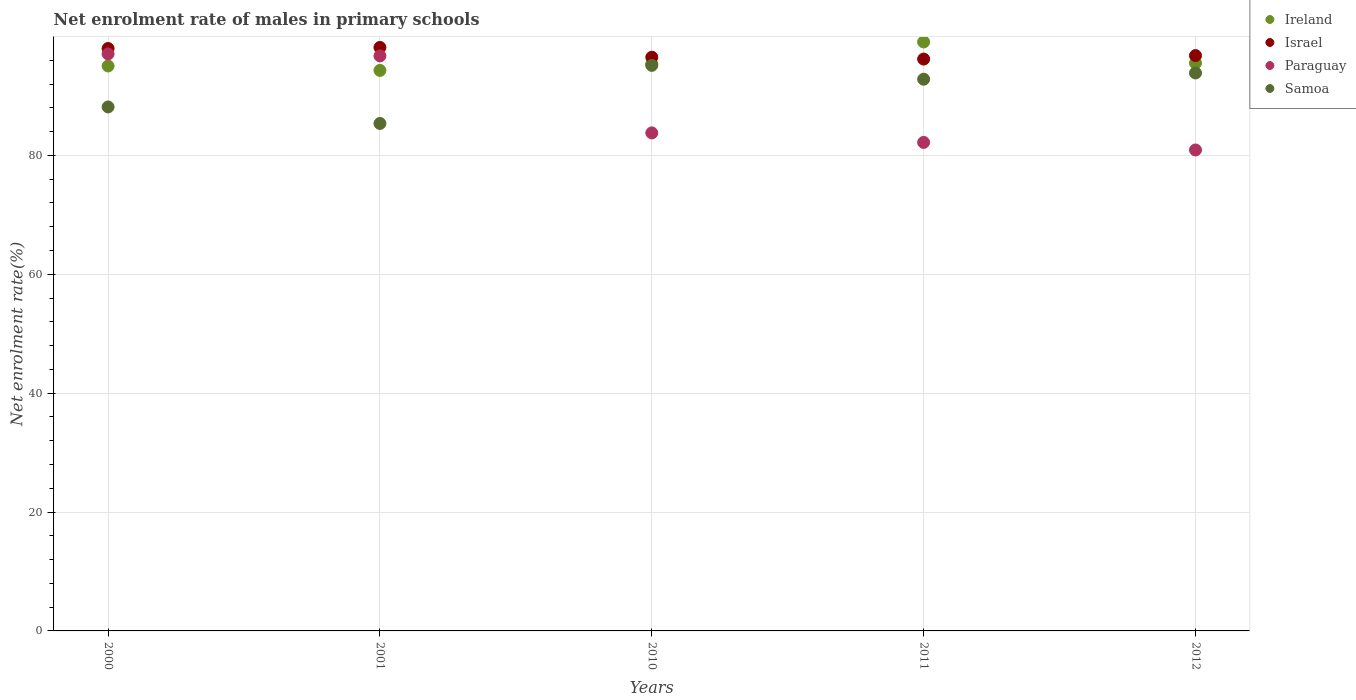 Net enrolment rate of males in primary schools
Ireland
Israel
Paraguay
Samoa
Net enrolment rate(%)
80
60
40
20
0
2000
2001
2010
2011
2012
Years